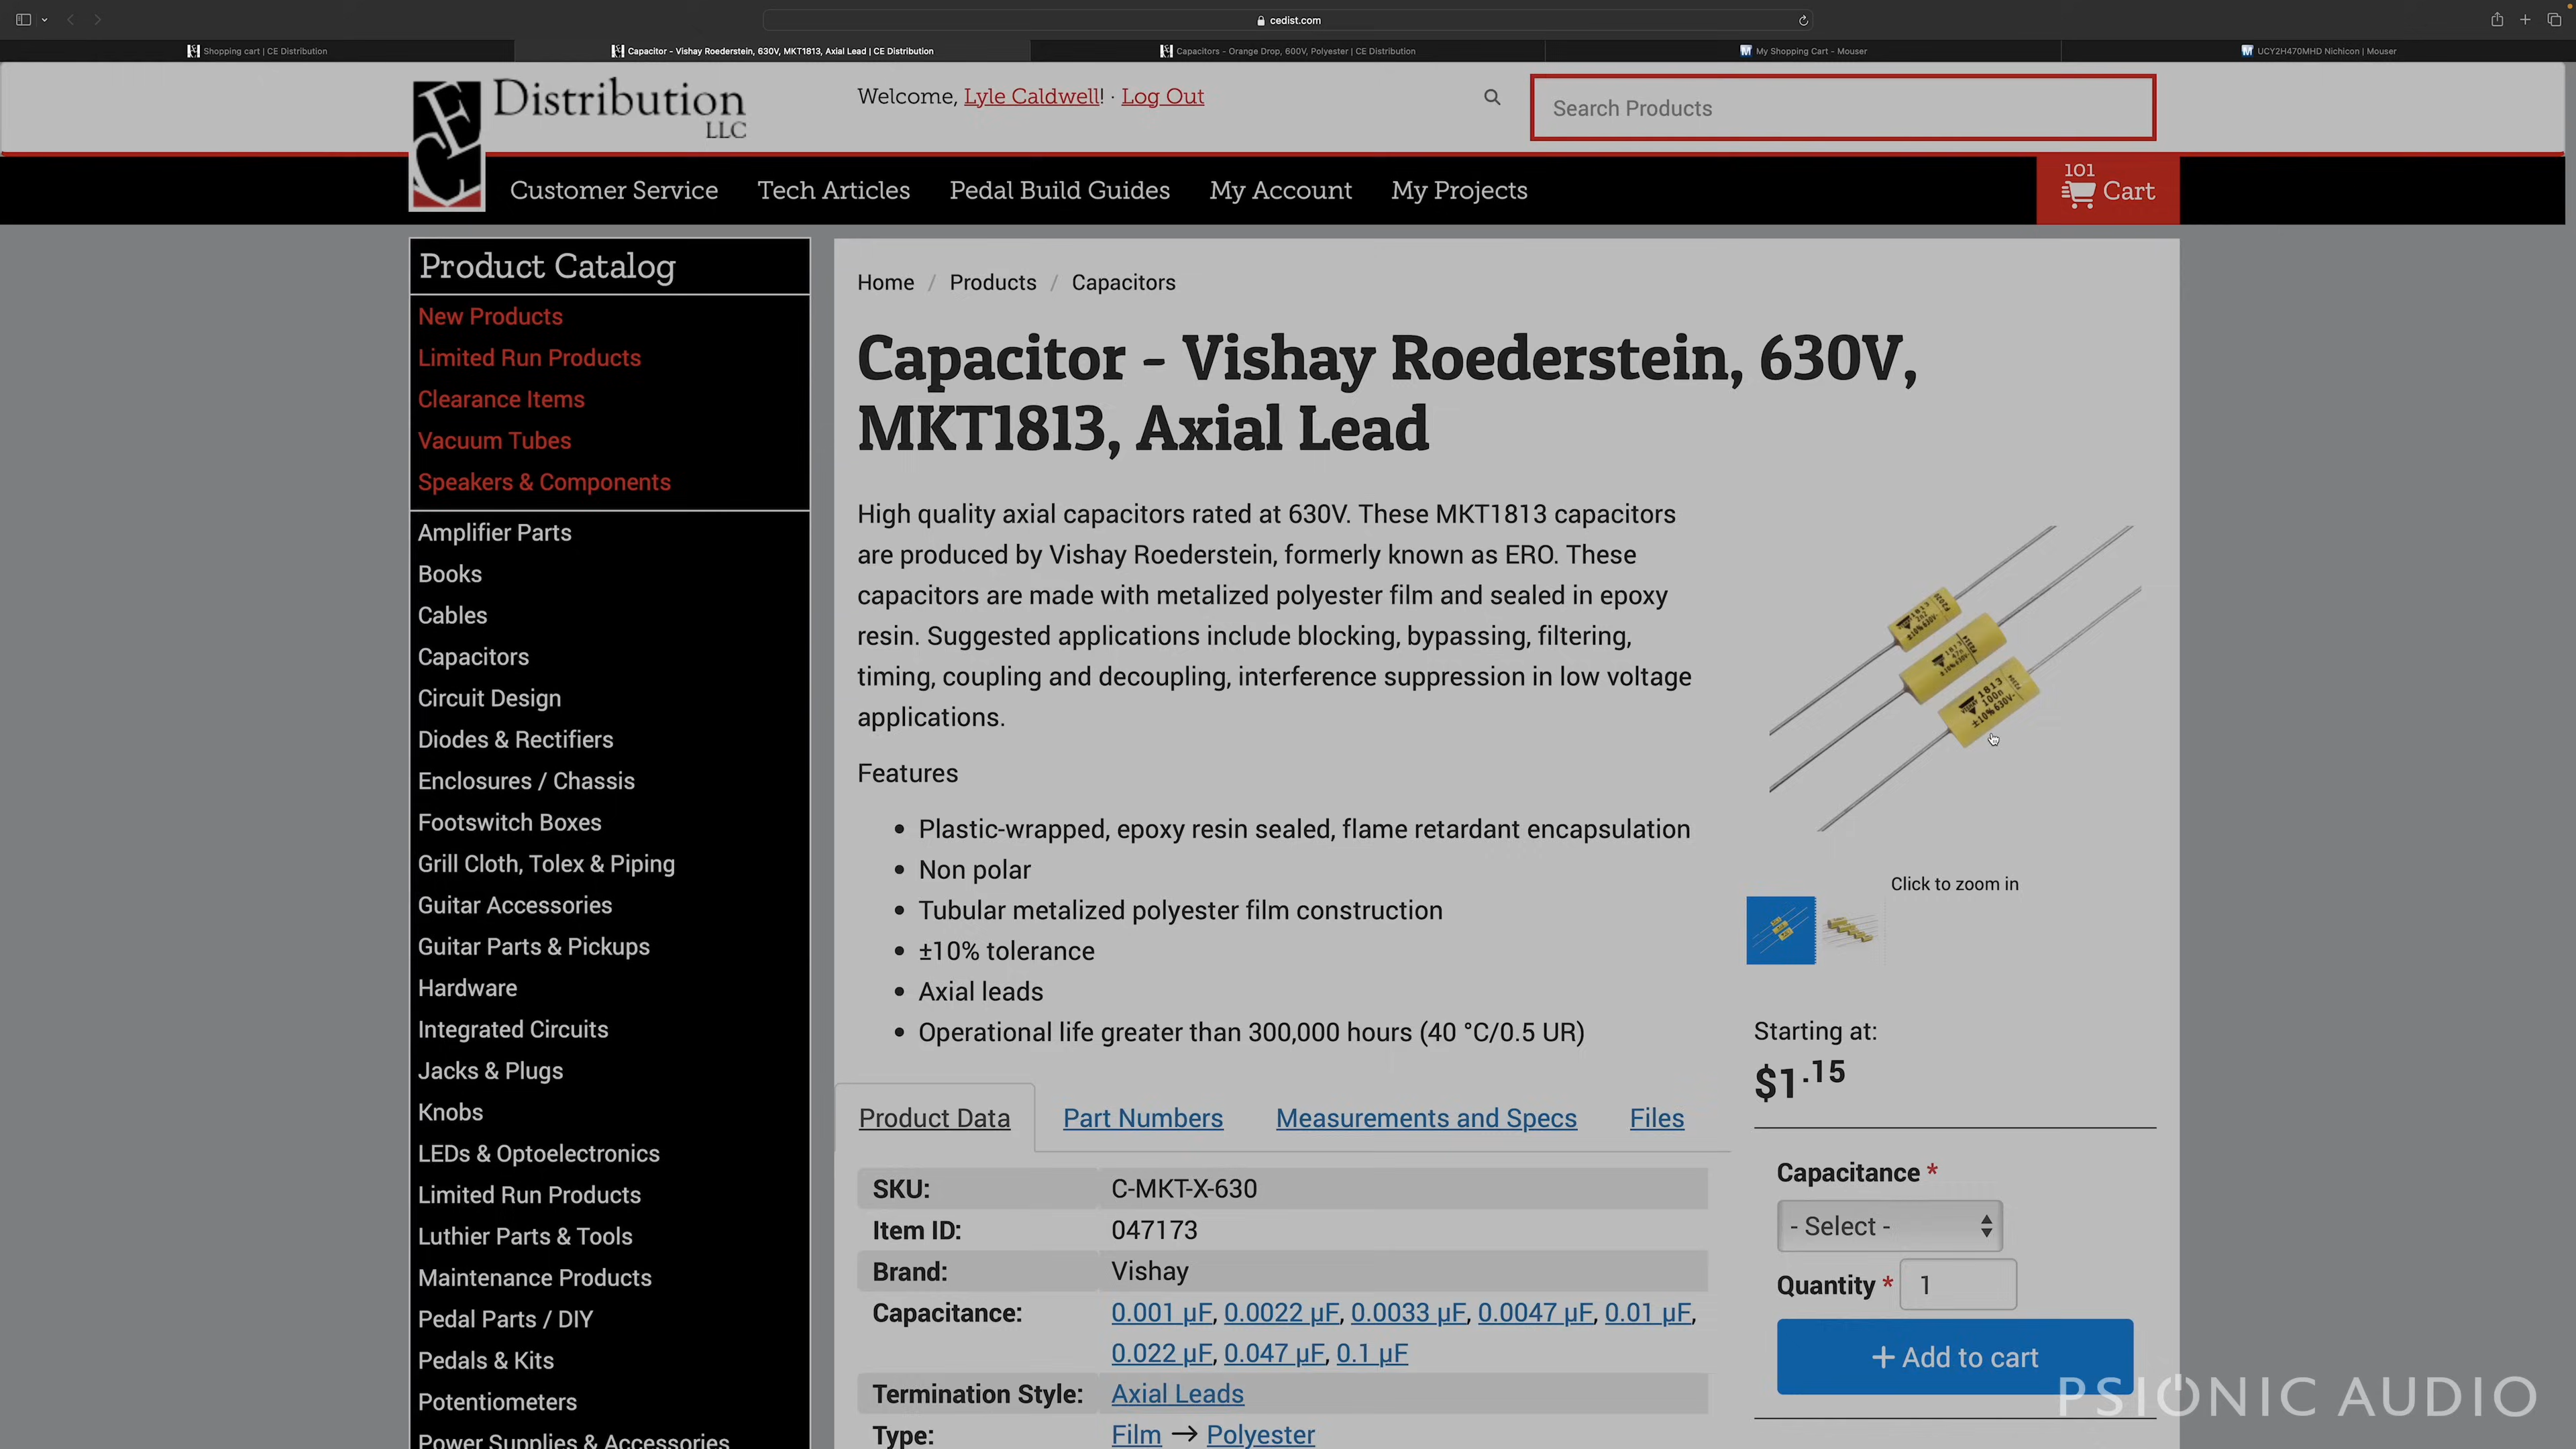 cedist.com
Shopping cart | CE Distribution
Capacitor - Vishay Roederstein, 630V, MKT1813, Axial Lead | CE Distribution
Capacitors - Orange Drop, 600V, Polyester | CE Distribution
My Shopping Cart - Mouser
UCY2H470MHD Nichicon | Mouser
CE
Distribution
LLC
Welcome, Lyle Caldwell! · Log Out
Search Products
Customer Service
Tech Articles
Pedal Build Guides
My Account
My Projects
101
Cart
Product Catalog
New Products
Limited Run Products
Clearance Items
Vacuum Tubes
Speakers & Components
Amplifier Parts
Books
Cables
Capacitors
Circuit Design
Diodes & Rectifiers
Enclosures / Chassis
Footswitch Boxes
Grill Cloth, Tolex & Piping
Guitar Accessories
Guitar Parts & Pickups
Hardware
Integrated Circuits
Jacks & Plugs
Knobs
LEDs & Optoelectronics
Limited Run Products
Luthier Parts & Tools
Maintenance Products
Pedal Parts / DIY
Pedals & Kits
Potentiometers
Power Supplies & Accessories
Home / Products / Capacitors
Capacitor - Vishay Roederstein, 630V,
MKT1813, Axial Lead
High quality axial capacitors rated at 630V. These MKT1813 capacitors
are produced by Vishay Roederstein, formerly known as ERO. These
capacitors are made with metalized polyester film and sealed in epoxy
resin. Suggested applications include blocking, bypassing, filtering,
timing, coupling and decoupling, interference suppression in low voltage
applications.
Features
• Plastic-wrapped, epoxy resin sealed, flame retardant encapsulation
• Non polar
• Tubular metalized polyester film construction
• ±10% tolerance
• Axial leads
• Operational life greater than 300,000 hours (40 °C/0.5 UR)
1813
100n
±10%630V-
Click to zoom in
Starting at:
$1.15
Capacitance *
- Select -
Quantity * 1
+ Add to cart
Product Data
Part Numbers
Measurements and Specs
Files
SKU: C-MKT-X-630
Item ID: 047173
Brand: Vishay
Capacitance: 0.001 µF, 0.0022 µF, 0.0033 µF, 0.0047 µF, 0.01 µF,
0.022 µF, 0.047 µF, 0.1 µF
Termination Style: Axial Leads
Type: Film → Polyester
PSIONIC AUDIO